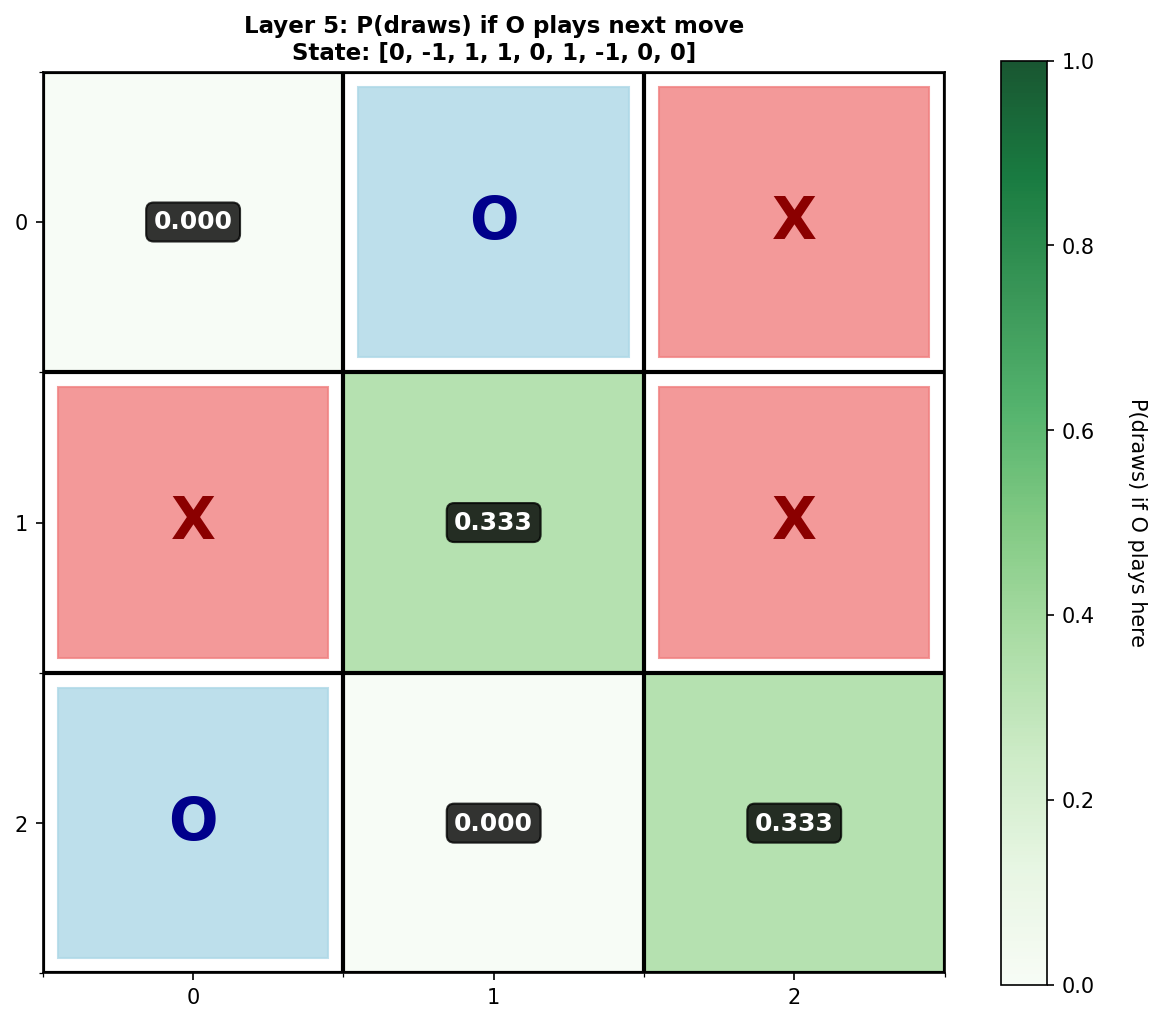 Layer 5: P(draws) if O plays next move
State: [0, -1, 1, 1, 0, 1, -1, 0, 0]
0
0.000
O
X
1
X
0.333
X
2
O
0.000
0.333
0
1
2
1.0
0.8
0.6
0.4
0.2
0.0
P(draws) if O plays here